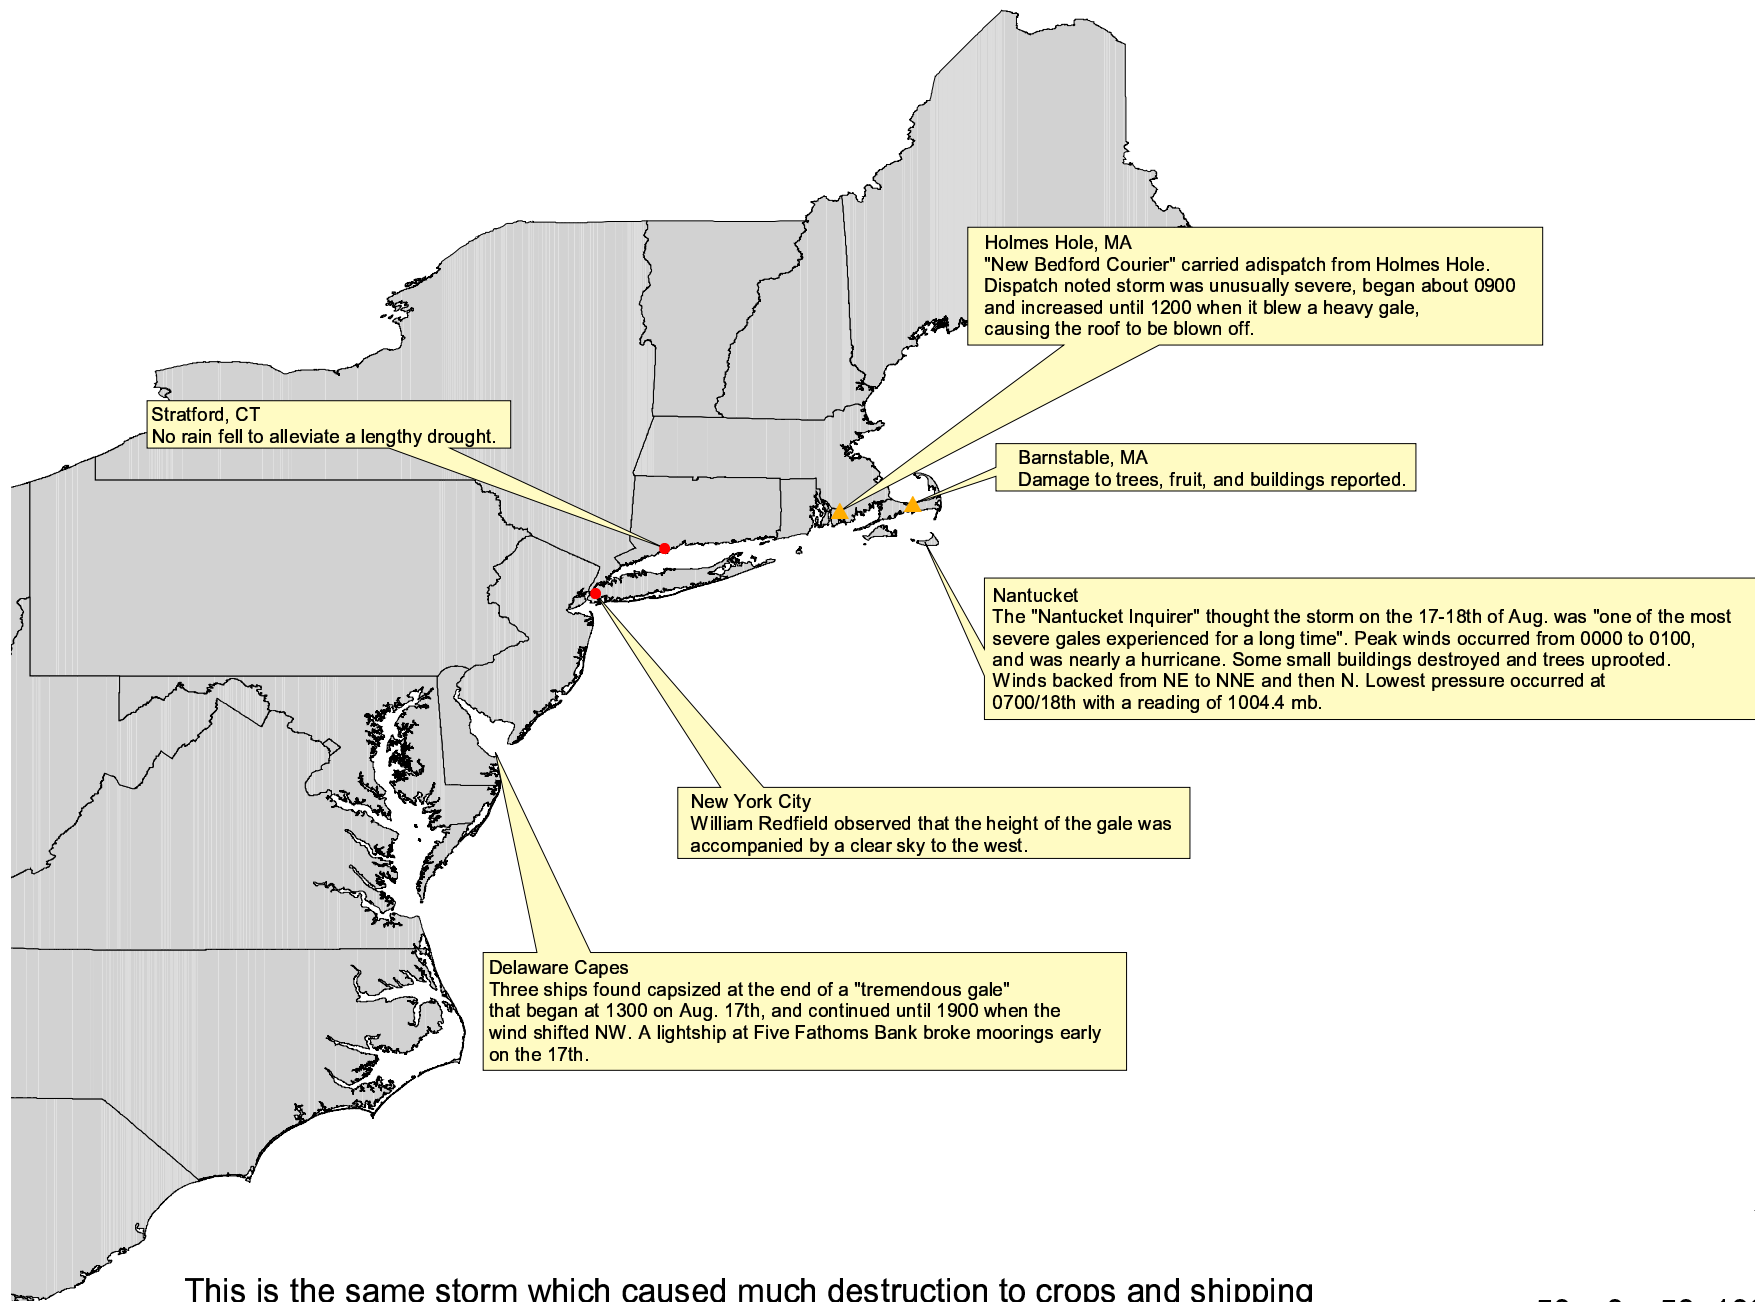 Holmes Hole, MA
"New Bedford Courier" carried adispatch from Holmes Hole.
Dispatch noted storm was unusually severe, began about 0900
and increased until 1200 when it blew a heavy gale,
causing the roof to be blown off.
Stratford, CT
No rain fell to alleviate a lengthy drought.
Barnstable, MA
Damage to trees, fruit, and buildings reported.
Nantucket
The "Nantucket Inquirer" thought the storm on the 17-18th of Aug. was "one of the most
severe gales experienced for a long time". Peak winds occurred from 0000 to 0100,
and was nearly a hurricane. Some small buildings destroyed and trees uprooted.
Winds backed from NE to NNE and then N. Lowest pressure occurred at
0700/18th with a reading of 1004.4 mb.
New York City
William Redfield observed that the height of the gale was
accompanied by a clear sky to the west.
Delaware Capes
Three ships found capsized at the end of a "tremendous gale"
that began at 1300 on Aug. 17th, and continued until 1900 when the
wind shifted NW. A lightship at Five Fathoms Bank broke moorings early
on the 17th.
This is the same storm which caused much destruction to crops and shipping